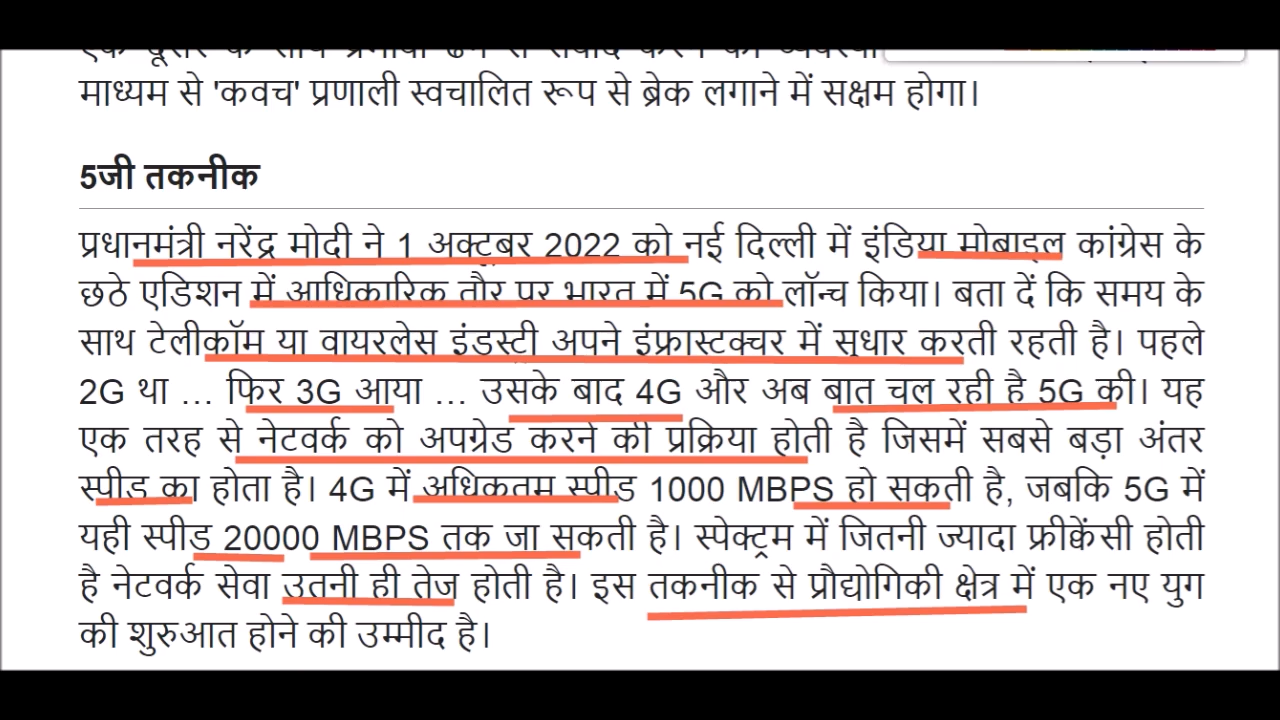 माध्यम से 'कवच' प्रणाली स्वचालित रूप से ब्रेक लगाने में सक्षम होगा।
5जी तकनीक
प्रधानमंत्री नरेंद्र मोदी ने 1 अक्टूबर 2022 को नई दिल्ली में इंडिया मोबाइल कांग्रेस के
छठे एडिशन में आधिकारिक तौर पर भारत में 5G को लॉन्च किया। बता दें कि समय के
साथ टेलीकॉम या वायरलेस इंडस्ट्री अपने इंफ्रास्टक्चर में सुधार करती रहती है। पहले
2G था ... फिर 3G आया ... उसके बाद 4G और अब बात चल रही है 5G की। यह
एक तरह से नेटवर्क को अपग्रेड करने की प्रक्रिया होती है जिसमें सबसे बड़ा अंतर
स्पीड का होता है। 4G में अधिकतम स्पीड 1000 MBPS हो सकती है, जबकि 5G में
यही स्पीड 20000 MBPS तक जा सकती है। स्पेक्ट्रम में जितनी ज्यादा फ्रीक्वेंसी होती
है नेटवर्क सेवा उतनी ही तेज होती है। इस तकनीक से प्रौद्योगिकी क्षेत्र में एक नए युग
की शुरुआत होने की उम्मीद है।